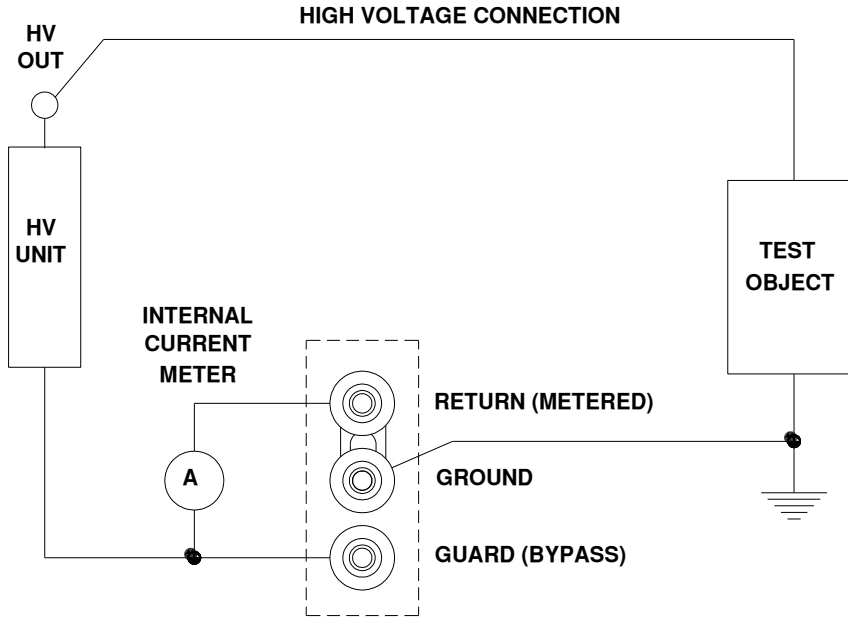 HIGH VOLTAGE CONNECTION
HV
OUT
HV
UNIT
TEST
OBJECT
INTERNAL
CURRENT
METER
RETURN (METERED)
A
GROUND
GUARD (BYPASS)